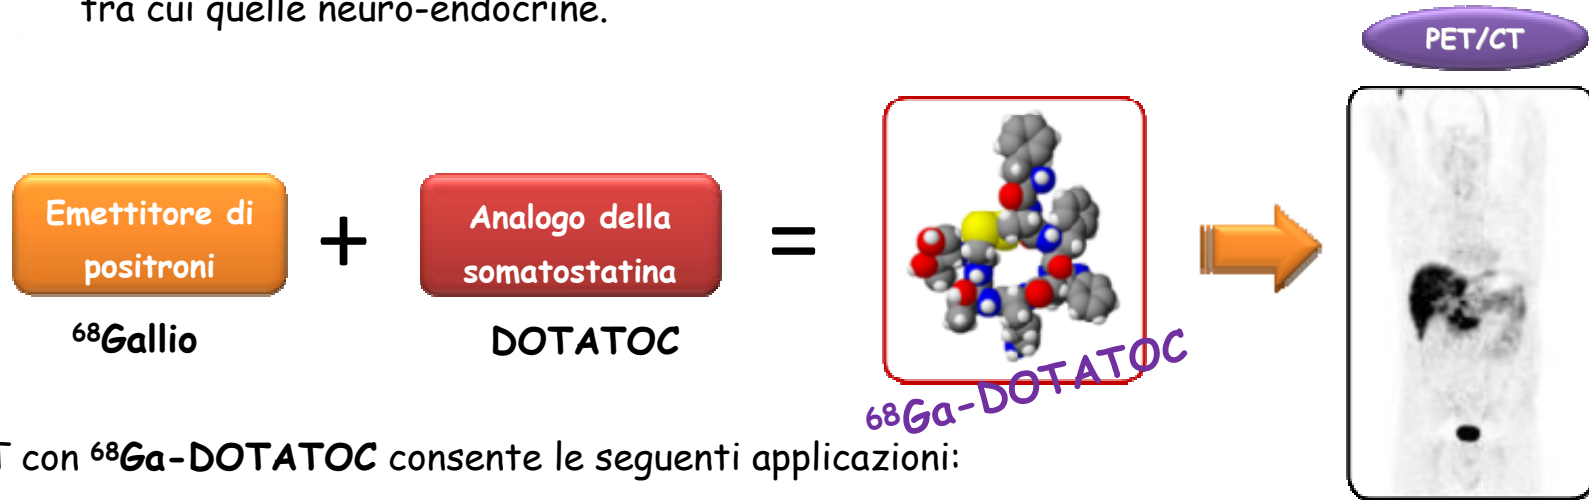 tra cui quelle neuro-endocrine.
PET/CT
Emettitore di
positroni
+
Analogo della
somatostatina
=
⁶⁸Gallio
DOTATOC
⁶⁸Ga-DOTATOC
T con ⁶⁸Ga-DOTATOC consente le seguenti applicazioni: